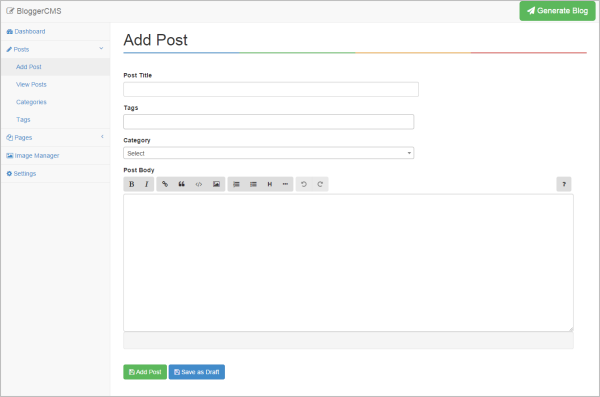 BloggerCMS
Generate Blog
Dashboard
Posts
Add Post
View Posts
Categories
Tags
Pages
Image Manager
Settings
Add Post
Post Title
Tags
Category
Select
Post Body
B I </> H ?
Add Post Save as Draft